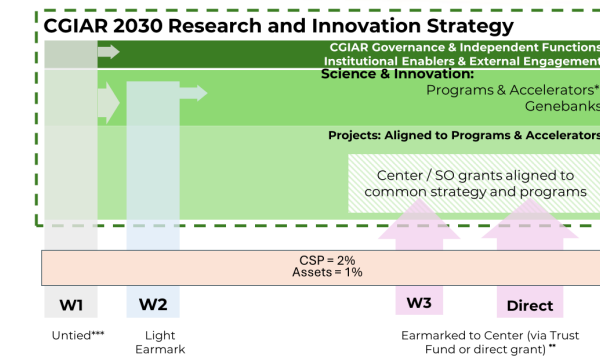 CGIAR 2030 Research and Innovation Strategy
CGIAR Governance & Independent Functions
Institutional Enablers & External Engagement
Science & Innovation:
Programs & Accelerators*
Genebanks
Projects: Aligned to Programs & Accelerators
Center / SO grants aligned to
common strategy and programs
CSP = 2%
Assets = 1%
W1
W2
W3
Direct
Untied***
Light
Earmark
Earmarked to Center (via Trust
Fund or direct grant) **